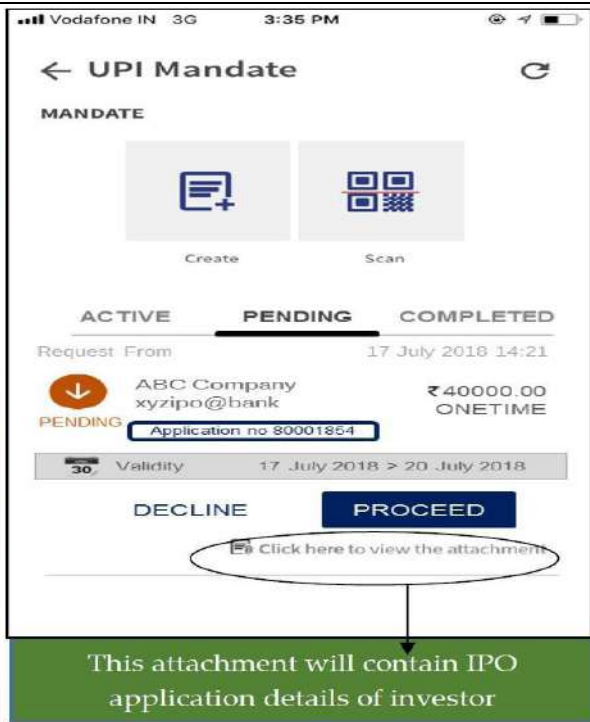 Vodafone IN 3G 3:35 PM
← UPI Mandate
MANDATE
Create Scan
ACTIVE PENDING COMPLETED
Request From 17 July 2018 14:21
ABC Company ₹40000.00
xyzipo@bank ONETIME
PENDING Application no 80001854
30 Validity 17 July 2018 > 20 July 2018
DECLINE PROCEED
Click here to view the attachment
This attachment will contain IPO
application details of investor